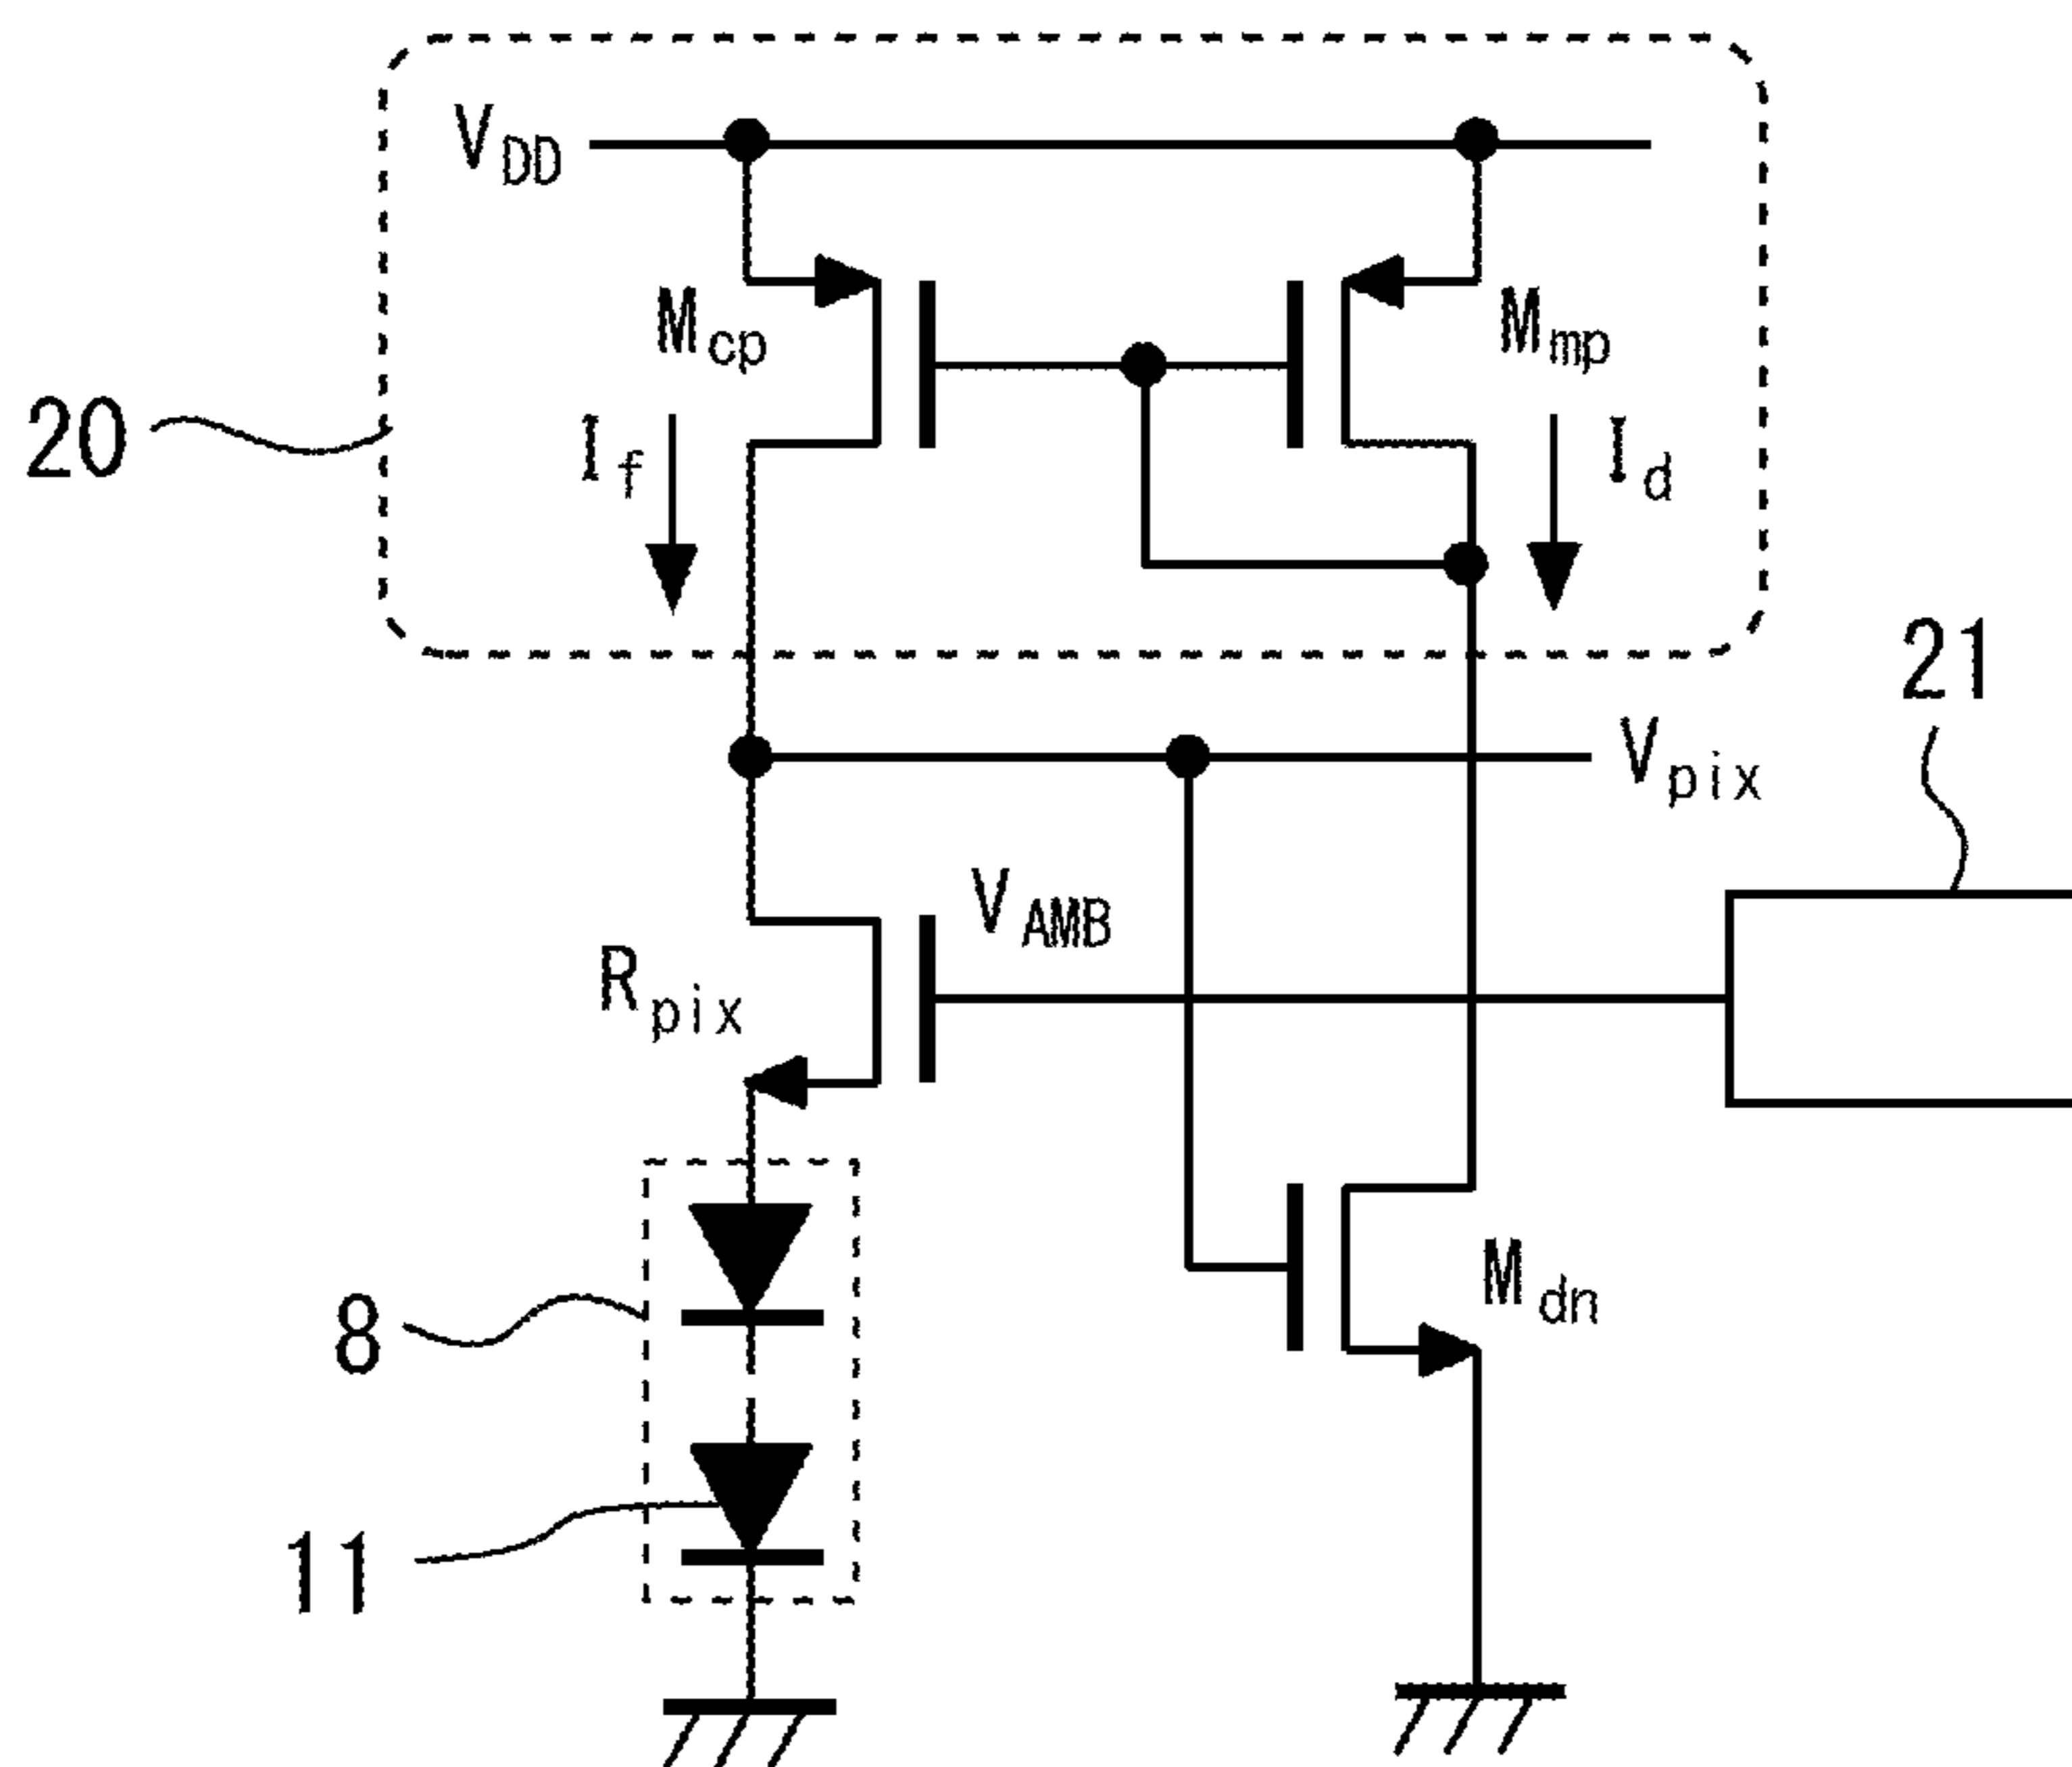 V_DD
M_cp
M_mp
20
I_f
I_d
21
V_pix
V_AMB
R_pix
M_dn
8
11